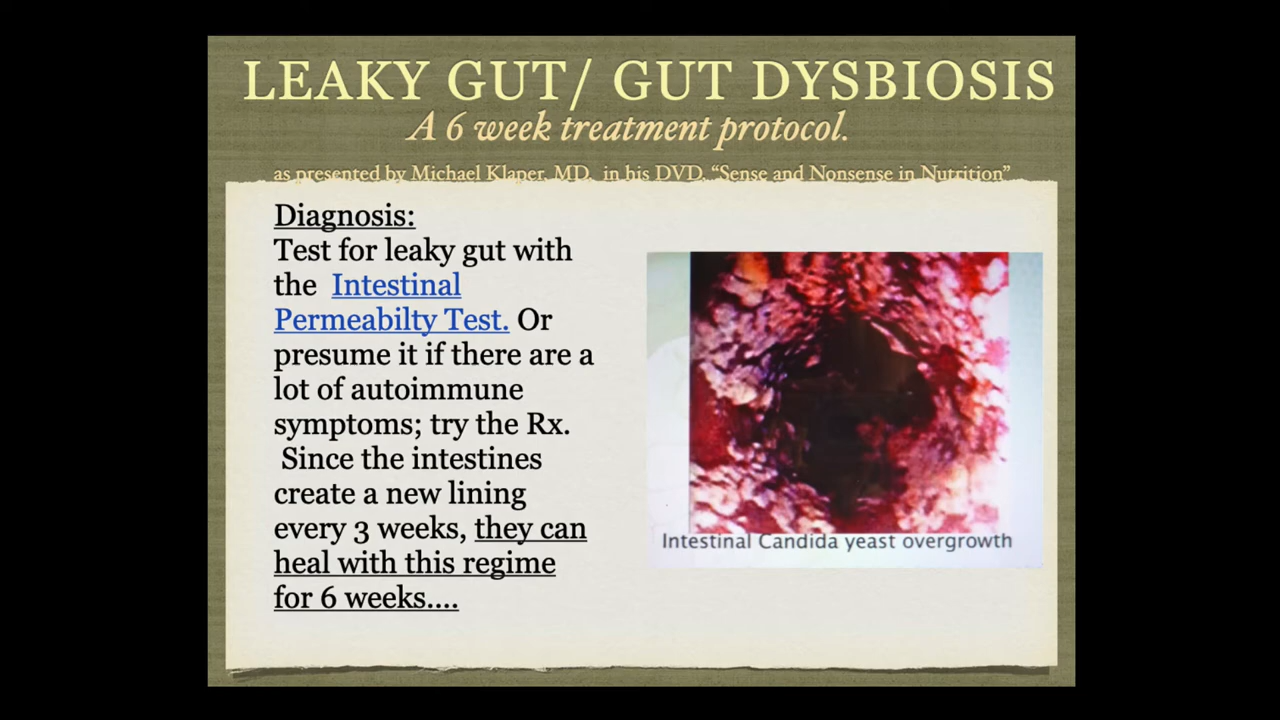 LEAKY GUT/ GUT DYSBIOSIS
A 6 week treatment protocol.
as presented by Michael Klaper, MD, in his DVD, “Sense and Nonsense in Nutrition”
Diagnosis:
Test for leaky gut with
the Intestinal
Permeabilty Test. Or
presume it if there are a
lot of autoimmune
symptoms; try the Rx.
Since the intestines
create a new lining
every 3 weeks, they can
heal with this regime
for 6 weeks....
Intestinal Candida yeast overgrowth